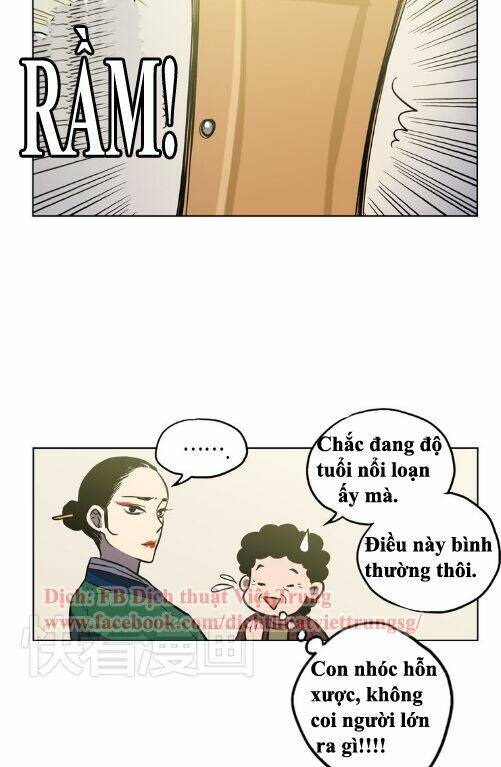 RẦM!
.......
Chắc đang độ
tuổi nổi loạn
ấy mà.
Điều này bình
thường thôi.
Dịch: FB Dịch thuật Việt Trung
www.facebook.com/dichthuatviettrungsg/
快看漫画
Con nhóc hỗn
xược, không
coi người lớn
ra gì!!!!